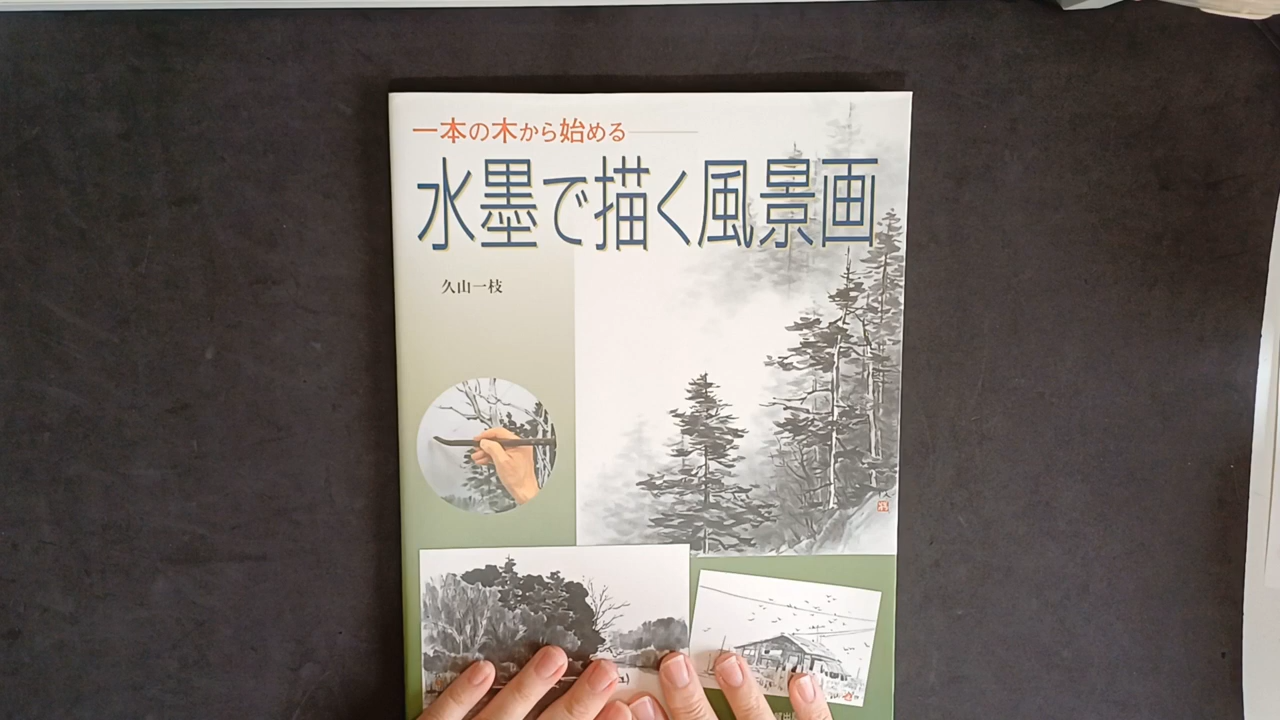 一本の木から始める
水墨で描く風景画
久山一枝